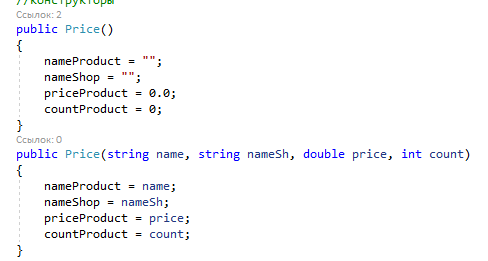 //конструкторы
Ссылок: 2
public Price()
{
nameProduct = "";
nameShop = "";
priceProduct = 0.0;
countProduct = 0;
}
Ссылок: 0
public Price(string name, string nameSh, double price, int count)
{
nameProduct = name;
nameShop = nameSh;
priceProduct = price;
countProduct = count;
}